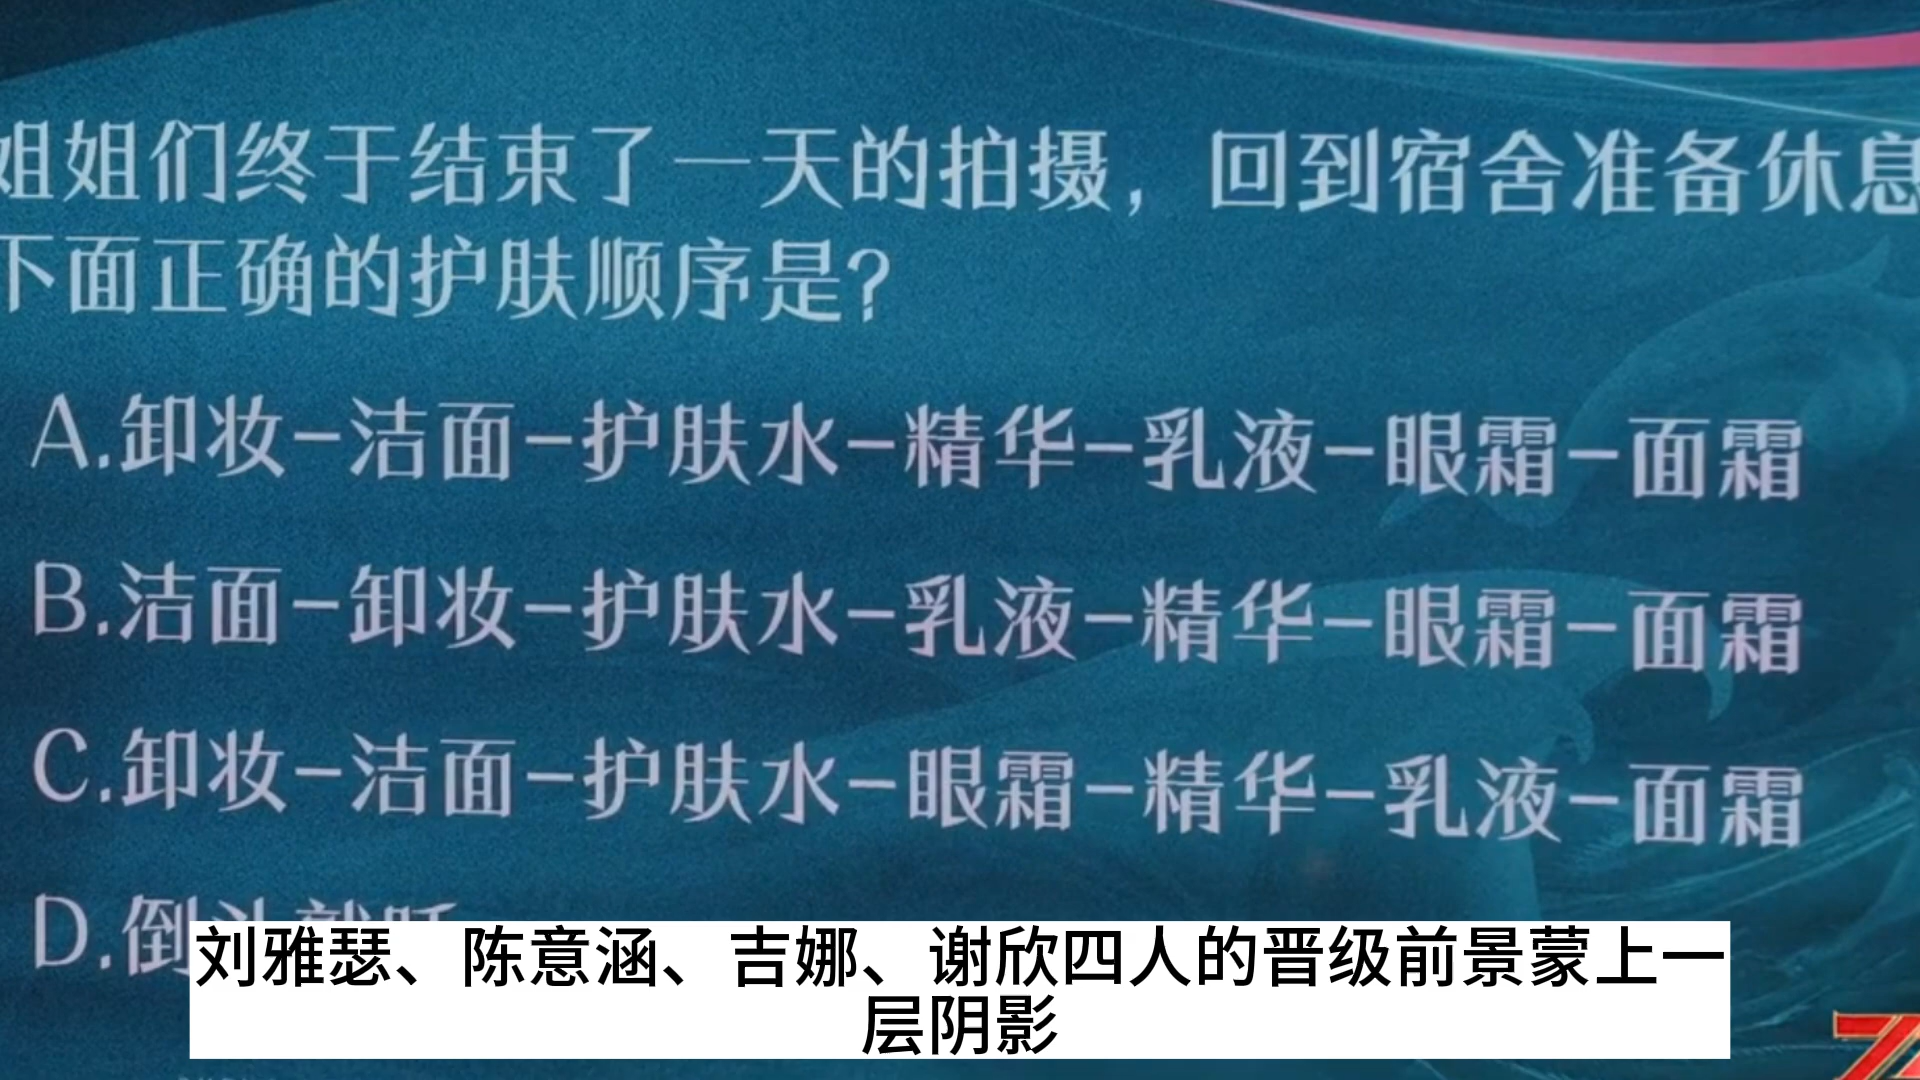 姐姐们终于结束了一天的拍摄，回到宿舍准备休息
下面正确的护肤顺序是？
A.卸妆-洁面-护肤水-精华-乳液-眼霜-面霜
B.洁面-卸妆-护肤水-乳液-精华-眼霜-面霜
C.卸妆-洁面-护肤水-眼霜-精华-乳液-面霜
D.倒头就睡
刘雅瑟、陈意涵、吉娜、谢欣四人的晋级前景蒙上一
层阴影